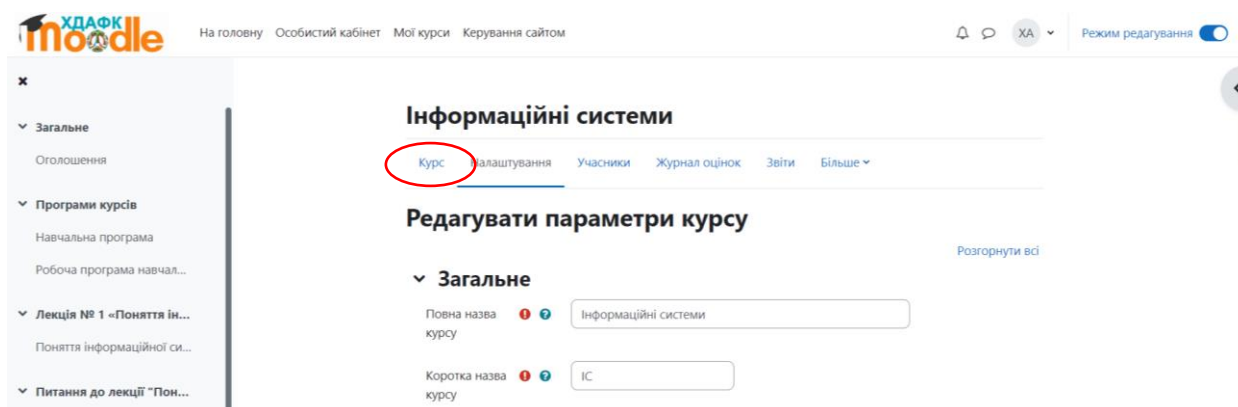 ХДАФК
moodle
На головну Особистий кабінет Мої курси Керування сайтом
ХА
Режим редагування
Загальне
Оголошення
Програми курсів
Навчальна програма
Робоча програма навчал...
Лекція № 1 «Поняття ін...
Поняття інформаційної си...
Питання до лекції "Пон...
Інформаційні системи
Курс Налаштування Учасники Журнал оцінок Звіти Більше
Редагувати параметри курсу
Розгорнути всі
Загальне
Повна назва
курсу
Інформаційні системи
Коротка назва
курсу
ІС